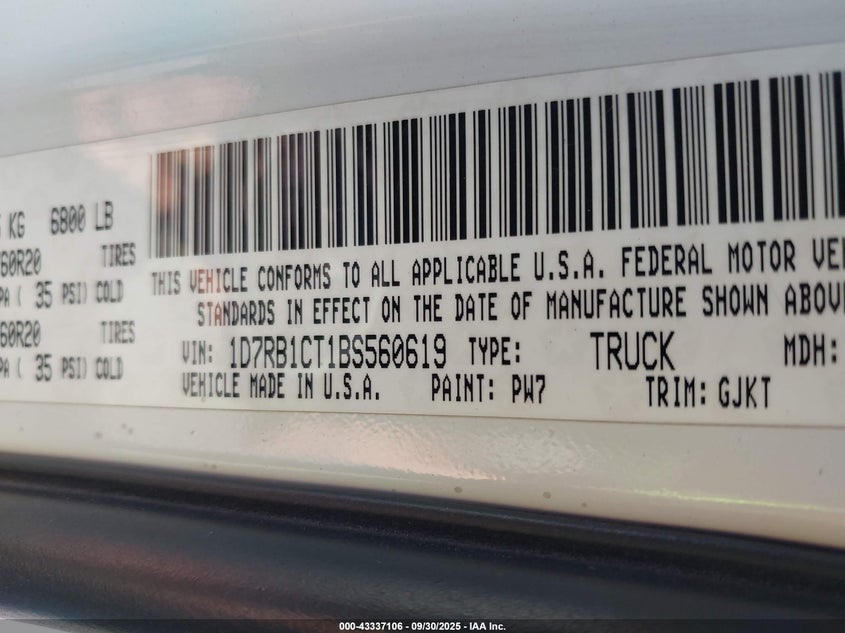 KG 6800 LB
60R20 TIRES
PA ( 35 PSI) COLD
60R20 TIRES
PA ( 35 PSI) COLD
THIS VEHICLE CONFORMS TO ALL APPLICABLE U.S.A. FEDERAL MOTOR VE
STANDARDS IN EFFECT ON THE DATE OF MANUFACTURE SHOWN ABOV
VIN: 1D7RB1CT1BS560619 TYPE: TRUCK MDH:
VEHICLE MADE IN U.S.A. PAINT: PW7 TRIM: GJKT
000-43337106 - 09/30/2025 - IAA Inc.